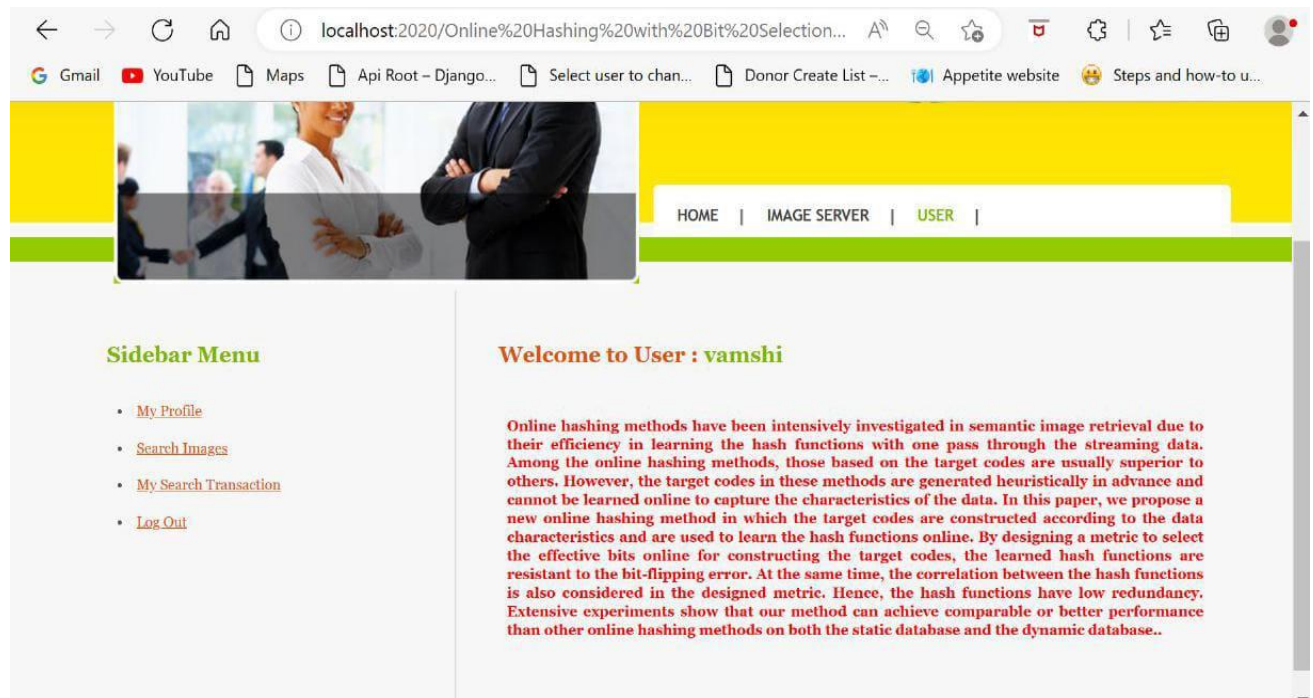 localhost:2020/Online%20Hashing%20with%20Bit%20Selection...
Gmail YouTube Maps Api Root – Django... Select user to chan... Donor Create List –... Appetite website Steps and how-to u...
HOME | IMAGE SERVER | USER |
Sidebar Menu
My Profile
Search Images
My Search Transaction
Log Out
Welcome to User : vamshi
Online hashing methods have been intensively investigated in semantic image retrieval due to
their efficiency in learning the hash functions with one pass through the streaming data.
Among the online hashing methods, those based on the target codes are usually superior to
others. However, the target codes in these methods are generated heuristically in advance and
cannot be learned online to capture the characteristics of the data. In this paper, we propose a
new online hashing method in which the target codes are constructed according to the data
characteristics and are used to learn the hash functions online. By designing a metric to select
the effective bits online for constructing the target codes, the learned hash functions are
resistant to the bit-flipping error. At the same time, the correlation between the hash functions
is also considered in the designed metric. Hence, the hash functions have low redundancy.
Extensive experiments show that our method can achieve comparable or better performance
than other online hashing methods on both the static database and the dynamic database..